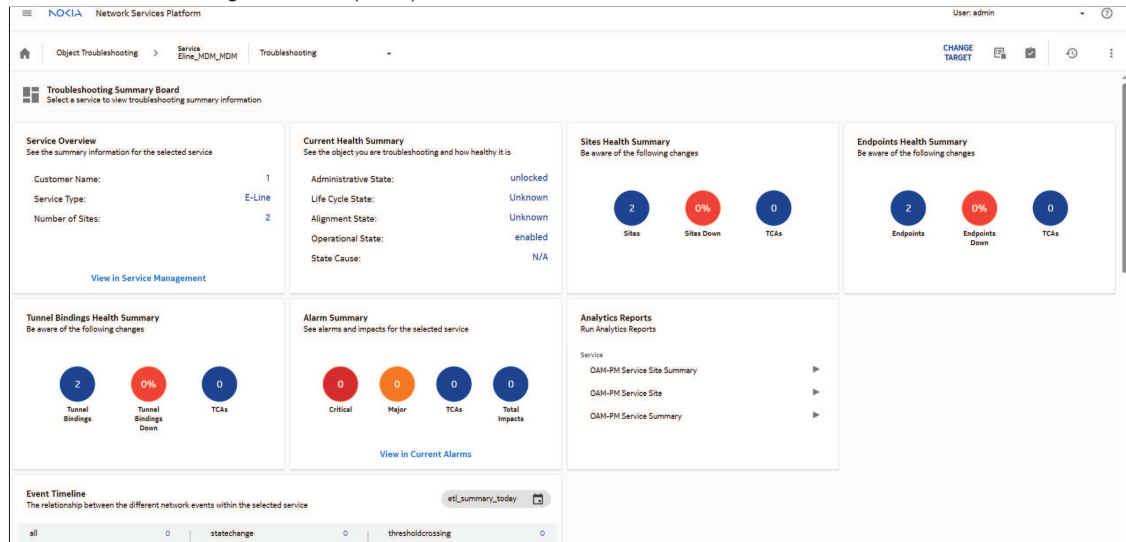 NOKIA Network Services Platform
User: admin
Object Troubleshooting > Service Eline_MDM_MDM Troubleshooting
CHANGE TARGET
Troubleshooting Summary Board
Select a service to view troubleshooting summary information
Service Overview
See the summary information for the selected service
Customer Name: 1
Service Type: E-Line
Number of Sites: 2
View in Service Management
Current Health Summary
See the object you are troubleshooting and how healthy it is
Administrative State: unlocked
Life Cycle State: Unknown
Alignment State: Unknown
Operational State: enabled
State Cause: N/A
Sites Health Summary
Be aware of the following changes
2 0% 0
Sites Sites Down TCAs
Endpoints Health Summary
Be aware of the following changes
2 0% 0
Endpoints Endpoints Down TCAs
Tunnel Bindings Health Summary
Be aware of the following changes
2 0% 0
Tunnel Bindings Tunnel Bindings Down TCAs
Alarm Summary
See alarms and impacts for the selected service
0 0 0 0
Critical Major TCAs Total Impacts
View in Current Alarms
Analytics Reports
Run Analytics Reports
Service
OAM-PM Service Site Summary
OAM-PM Service Site
OAM-PM Service Summary
Event Timeline
The relationship between the different network events within the selected service
etl_summary_today
all 0 statechange 0 thresholdcrossing 0